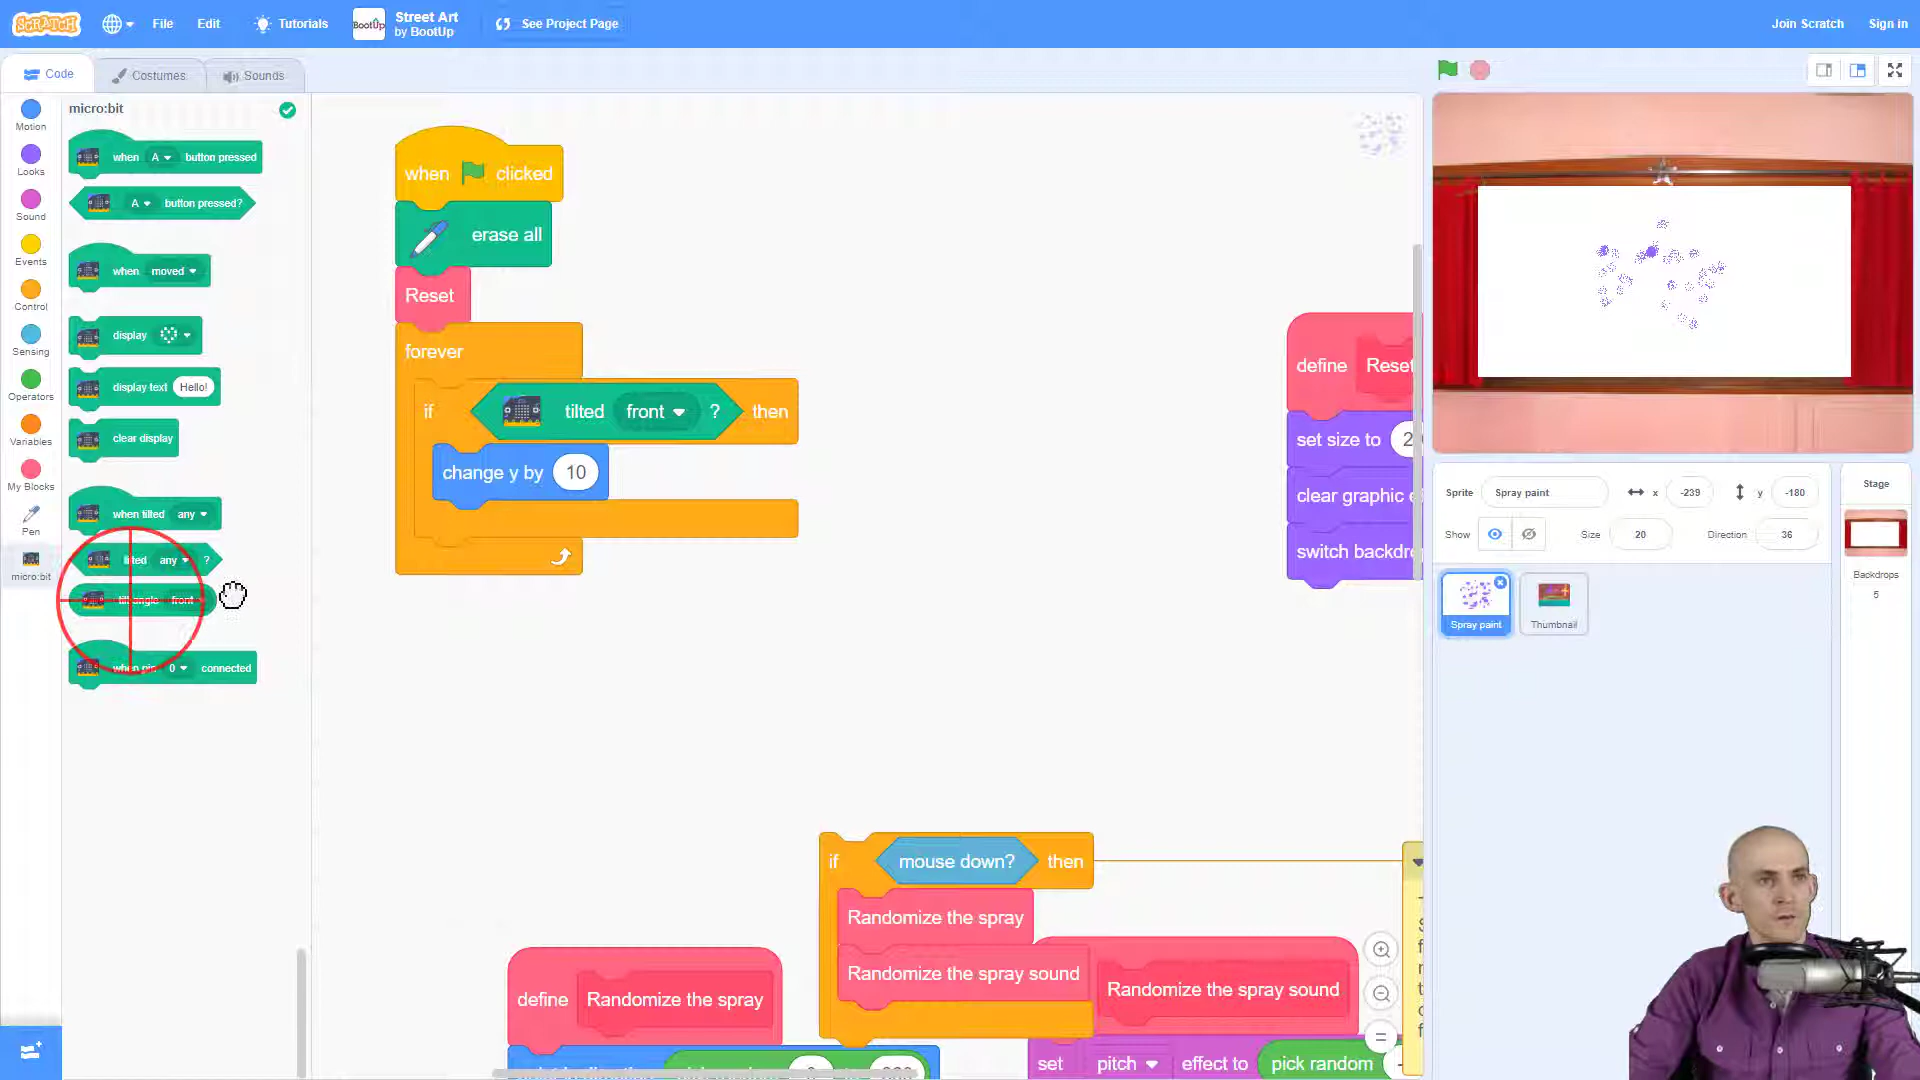 SCRATCH
File
Edit
Tutorials
BootUp
Street Art
by BootUp
See Project Page
Join Scratch
Sign in
Code
Costumes
Sounds
micro:bit
Motion
Looks
Sound
Events
Control
Sensing
Operators
Variables
My Blocks
Pen
micro:bit
when A button pressed
A button pressed?
when moved
display
display text Hello!
clear display
when tilted any
tilted any ?
tilt angle front
when pin 0 connected
when clicked
erase all
Reset
forever
if tilted front ? then
change y by 10
define Reset
set size to 2
clear graphic e
switch backdr
if mouse down? then
Randomize the spray
Randomize the spray sound
define Randomize the spray
Randomize the spray sound
set pitch effect to pick random
Sprite Spray paint x -239 y -180
Show Size 20 Direction 36
Spray paint
Thumbnail
Stage
Backdrops
5